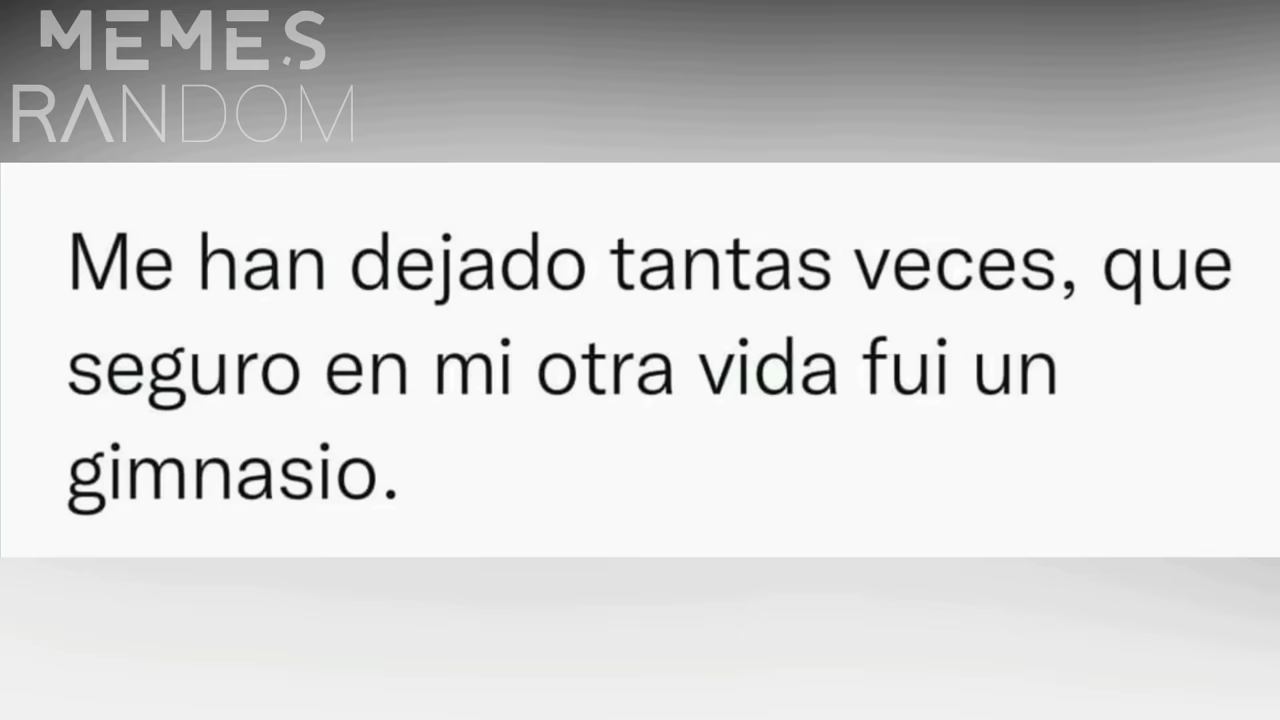 MEMES
RANDOM
Me han dejado tantas veces, que
seguro en mi otra vida fui un
gimnasio.